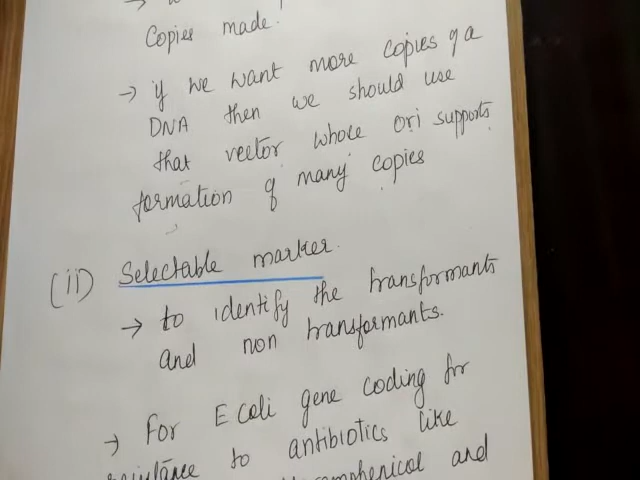 Copies made.
→ if we want more copies of a
DNA then we should use
that vector whole ori supports
formation of many copies
(ii) Selectable marker.
→ to identify the transformants
and non transformants.
→ For E Coli gene coding for
resistance to antibiotics like
and